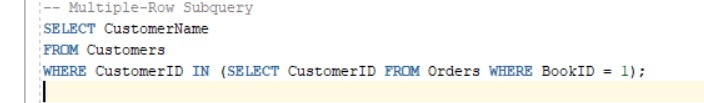 -- Multiple-Row Subquery
SELECT CustomerName
FROM Customers
WHERE CustomerID IN (SELECT CustomerID FROM Orders WHERE BookID = 1);